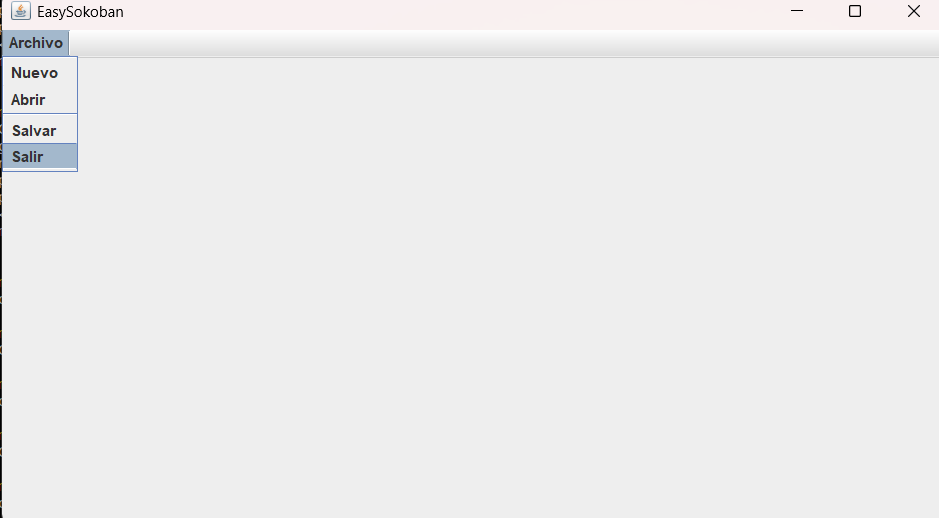 EasySokoban
Archivo
Nuevo
Abrir
Salvar
Salir